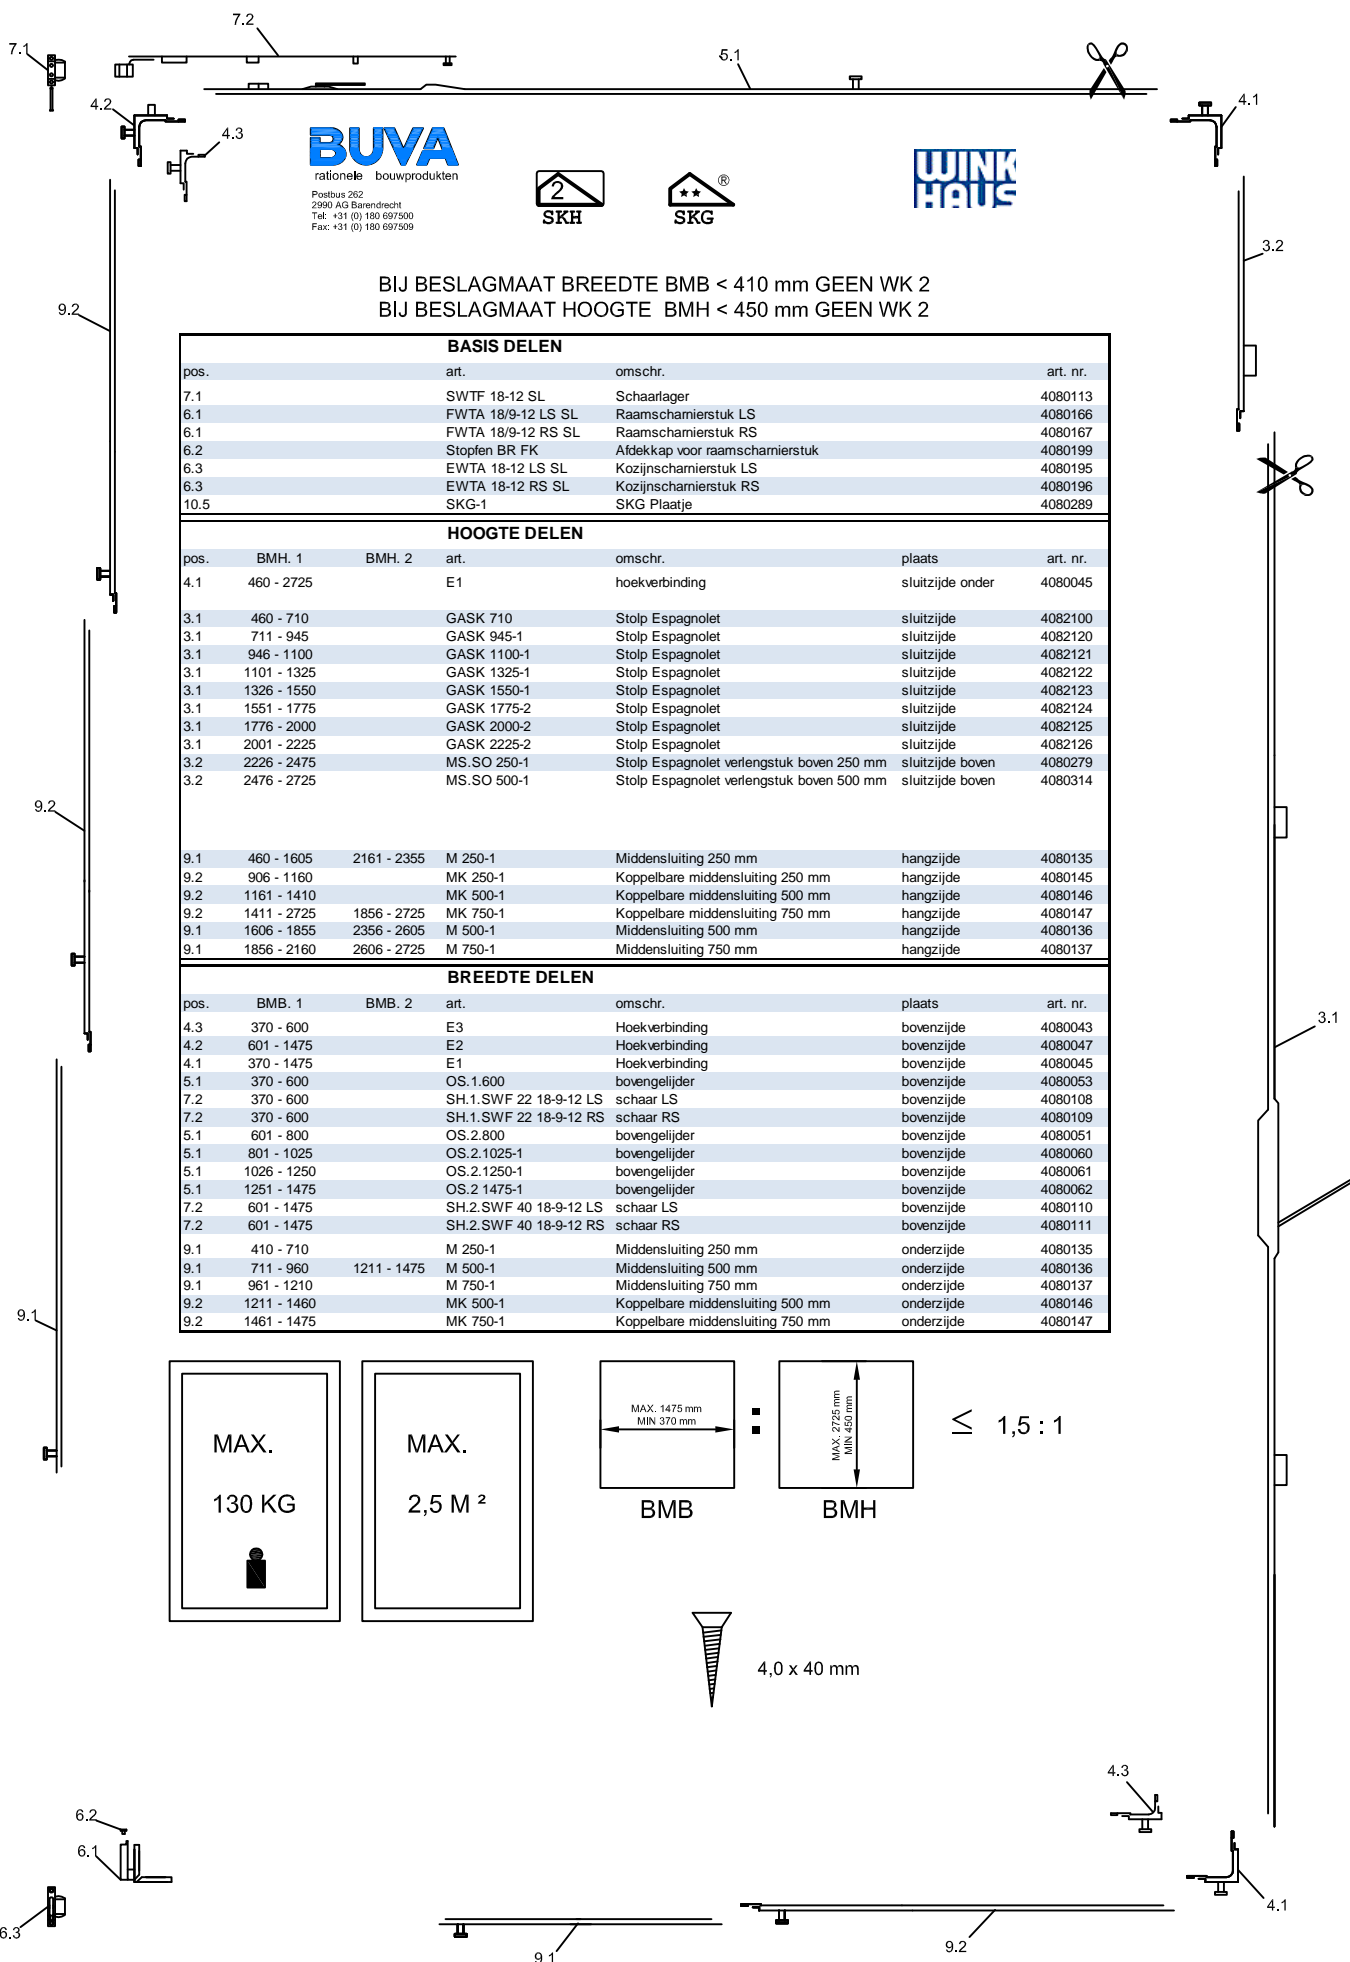 7.2
7.1
5.1
4.2
4.3
4.1
BUVA
rationele bouwprodukten
Postbus 262
2990 AG Barendrecht
Tel: +31 (0) 180 697500
Fax: +31 (0) 180 697509
2
SKH
®
SKG
WINK
HAUS
3.2
9.2
BIJ BESLAGMAAT BREEDTE BMB < 410 mm GEEN WK 2
BIJ BESLAGMAAT HOOGTE BMH < 450 mm GEEN WK 2
BASIS DELEN
pos. art. omschr. art. nr.
7.1 SWTF 18-12 SL Schaarlager 4080113
6.1 FWTA 18/9-12 LS SL Raamscharnierstuk LS 4080166
6.1 FWTA 18/9-12 RS SL Raamscharnierstuk RS 4080167
6.2 Stopfen BR FK Afdekkap voor raamscharnierstuk 4080199
6.3 EWTA 18-12 LS SL Kozijnscharnierstuk LS 4080195
6.3 EWTA 18-12 RS SL Kozijnscharnierstuk RS 4080196
10.5 SKG-1 SKG Plaatje 4080289
HOOGTE DELEN
pos. BMH. 1 BMH. 2 art. omschr. plaats art. nr.
4.1 460 - 2725 E1 hoekverbinding sluitzijde onder 4080045
3.1 460 - 710 GASK 710 Stolp Espagnolet sluitzijde 4082100
3.1 711 - 945 GASK 945-1 Stolp Espagnolet sluitzijde 4082120
3.1 946 - 1100 GASK 1100-1 Stolp Espagnolet sluitzijde 4082121
3.1 1101 - 1325 GASK 1325-1 Stolp Espagnolet sluitzijde 4082122
3.1 1326 - 1550 GASK 1550-1 Stolp Espagnolet sluitzijde 4082123
3.1 1551 - 1775 GASK 1775-2 Stolp Espagnolet sluitzijde 4082124
3.1 1776 - 2000 GASK 2000-2 Stolp Espagnolet sluitzijde 4082125
3.1 2001 - 2225 GASK 2225-2 Stolp Espagnolet sluitzijde 4082126
3.2 2226 - 2475 MS.SO 250-1 Stolp Espagnolet verlengstuk boven 250 mm sluitzijde boven 4080279
3.2 2476 - 2725 MS.SO 500-1 Stolp Espagnolet verlengstuk boven 500 mm sluitzijde boven 4080314
9.2
9.1 460 - 1605 2161 - 2355 M 250-1 Middensluiting 250 mm hangzijde 4080135
9.2 906 - 1160 MK 250-1 Koppelbare middensluiting 250 mm hangzijde 4080145
9.2 1161 - 1410 MK 500-1 Koppelbare middensluiting 500 mm hangzijde 4080146
9.2 1411 - 2725 1856 - 2725 MK 750-1 Koppelbare middensluiting 750 mm hangzijde 4080147
9.1 1606 - 1855 2356 - 2605 M 500-1 Middensluiting 500 mm hangzijde 4080136
9.1 1856 - 2160 2606 - 2725 M 750-1 Middensluiting 750 mm hangzijde 4080137
BREEDTE DELEN
pos. BMB. 1 BMB. 2 art. omschr. plaats art. nr.
4.3 370 - 600 E3 Hoekverbinding bovenzijde 4080043
4.2 601 - 1475 E2 Hoekverbinding bovenzijde 4080047
4.1 370 - 1475 E1 Hoekverbinding bovenzijde 4080045
5.1 370 - 600 OS.1.600 bovengelijder bovenzijde 4080053
7.2 370 - 600 SH.1.SWF 22 18-9-12 LS schaar LS bovenzijde 4080108
7.2 370 - 600 SH.1.SWF 22 18-9-12 RS schaar RS bovenzijde 4080109
5.1 601 - 800 OS.2.800 bovengelijder bovenzijde 4080051
5.1 801 - 1025 OS.2.1025-1 bovengelijder bovenzijde 4080060
5.1 1026 - 1250 OS.2.1250-1 bovengelijder bovenzijde 4080061
5.1 1251 - 1475 OS.2 1475-1 bovengelijder bovenzijde 4080062
7.2 601 - 1475 SH.2.SWF 40 18-9-12 LS schaar LS bovenzijde 4080110
7.2 601 - 1475 SH.2.SWF 40 18-9-12 RS schaar RS bovenzijde 4080111
9.1 410 - 710 M 250-1 Middensluiting 250 mm onderzijde 4080135
9.1 711 - 960 1211 - 1475 M 500-1 Middensluiting 500 mm onderzijde 4080136
9.1 961 - 1210 M 750-1 Middensluiting 750 mm onderzijde 4080137
9.2 1211 - 1460 MK 500-1 Koppelbare middensluiting 500 mm onderzijde 4080146
9.2 1461 - 1475 MK 750-1 Koppelbare middensluiting 750 mm onderzijde 4080147
3.1
9.1
MAX.
130 KG
MAX.
2,5 M ²
MAX. 1475 mm
MIN 370 mm
BMB
:
MAX. 2725 mm
MIN 450 mm
BMH
≤ 1,5 : 1
4,0 x 40 mm
4.3
6.2
6.1
6.3
4.1
9.1
9.2